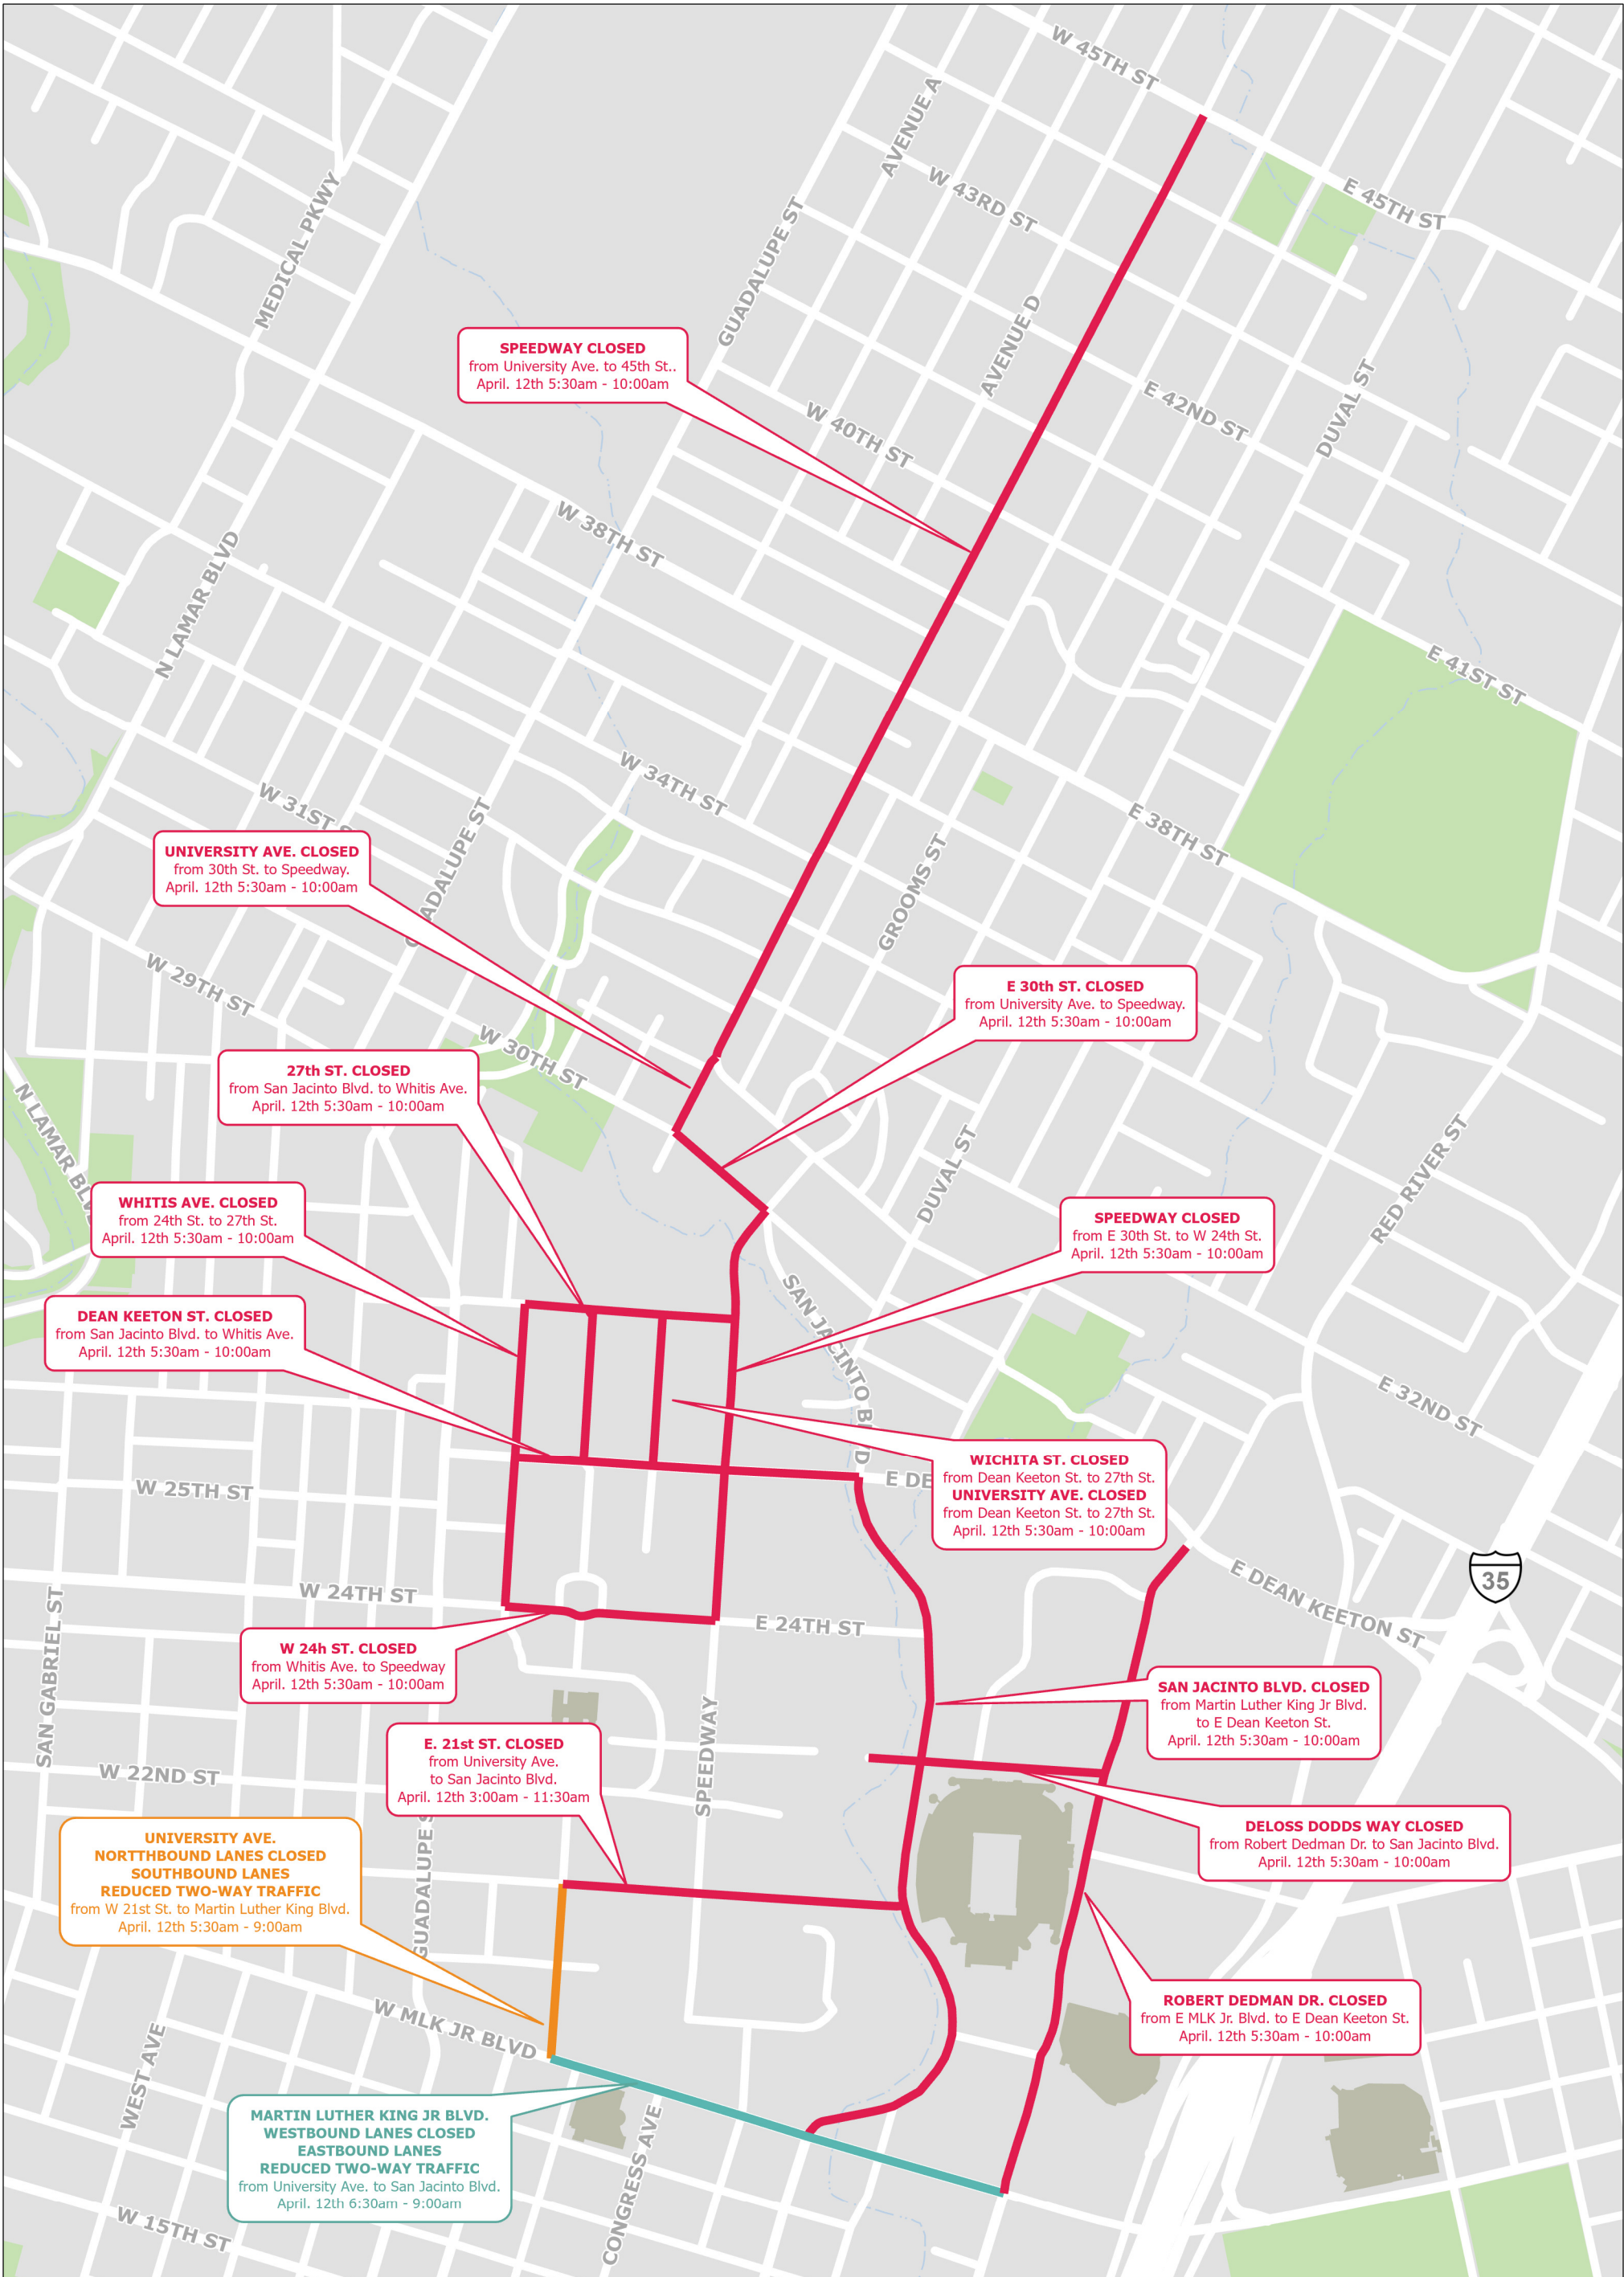 W 45TH ST
AVENUE A
W 43RD ST
E 45TH ST
MEDICAL PKWY
GUADALUPE ST
AVENUE D
SPEEDWAY CLOSED
from University Ave. to 45th St..
April. 12th 5:30am - 10:00am
W 40TH ST
E 42ND ST
DUVAL ST
W 38TH ST
N LAMAR BLVD
E 41ST ST
W 34TH ST
W 31ST S
E 38TH ST
UNIVERSITY AVE. CLOSED
from 30th St. to Speedway.
April. 12th 5:30am - 10:00am
ADALUPE ST
GROOMS ST
W 29TH ST
E 30th ST. CLOSED
from University Ave. to Speedway.
April. 12th 5:30am - 10:00am
W 30TH ST
27th ST. CLOSED
from San Jacinto Blvd. to Whitis Ave.
April. 12th 5:30am - 10:00am
N LAMAR BLV
DUVAL ST
RED RIVER ST
WHITIS AVE. CLOSED
from 24th St. to 27th St.
April. 12th 5:30am - 10:00am
SPEEDWAY CLOSED
from E 30th St. to W 24th St.
April. 12th 5:30am - 10:00am
DEAN KEETON ST. CLOSED
from San Jacinto Blvd. to Whitis Ave.
April. 12th 5:30am - 10:00am
SAN JACINTO B D
E 32ND ST
WICHITA ST. CLOSED
from Dean Keeton St. to 27th St.
UNIVERSITY AVE. CLOSED
from Dean Keeton St. to 27th St.
April. 12th 5:30am - 10:00am
W 25TH ST
E DE
35
E DEAN KEETON ST
W 24TH ST
E 24TH ST
SAN GABRIEL ST
W 24h ST. CLOSED
from Whitis Ave. to Speedway
April. 12th 5:30am - 10:00am
SAN JACINTO BLVD. CLOSED
from Martin Luther King Jr Blvd.
to E Dean Keeton St.
April. 12th 5:30am - 10:00am
SPEEDWAY
E. 21st ST. CLOSED
from University Ave.
to San Jacinto Blvd.
April. 12th 3:00am - 11:30am
W 22ND ST
DELOSS DODDS WAY CLOSED
from Robert Dedman Dr. to San Jacinto Blvd.
April. 12th 5:30am - 10:00am
UNIVERSITY AVE.
NORTTHBOUND LANES CLOSED
SOUTHBOUND LANES
REDUCED TWO-WAY TRAFFIC
from W 21st St. to Martin Luther King Blvd.
April. 12th 5:30am - 9:00am
GUADALUPE S
ROBERT DEDMAN DR. CLOSED
from E MLK Jr. Blvd. to E Dean Keeton St.
April. 12th 5:30am - 10:00am
W MLK JR BLVD
WEST AVE
MARTIN LUTHER KING JR BLVD.
WESTBOUND LANES CLOSED
EASTBOUND LANES
REDUCED TWO-WAY TRAFFIC
from University Ave. to San Jacinto Blvd.
April. 12th 6:30am - 9:00am
CONGRESS AVE
W 15TH ST